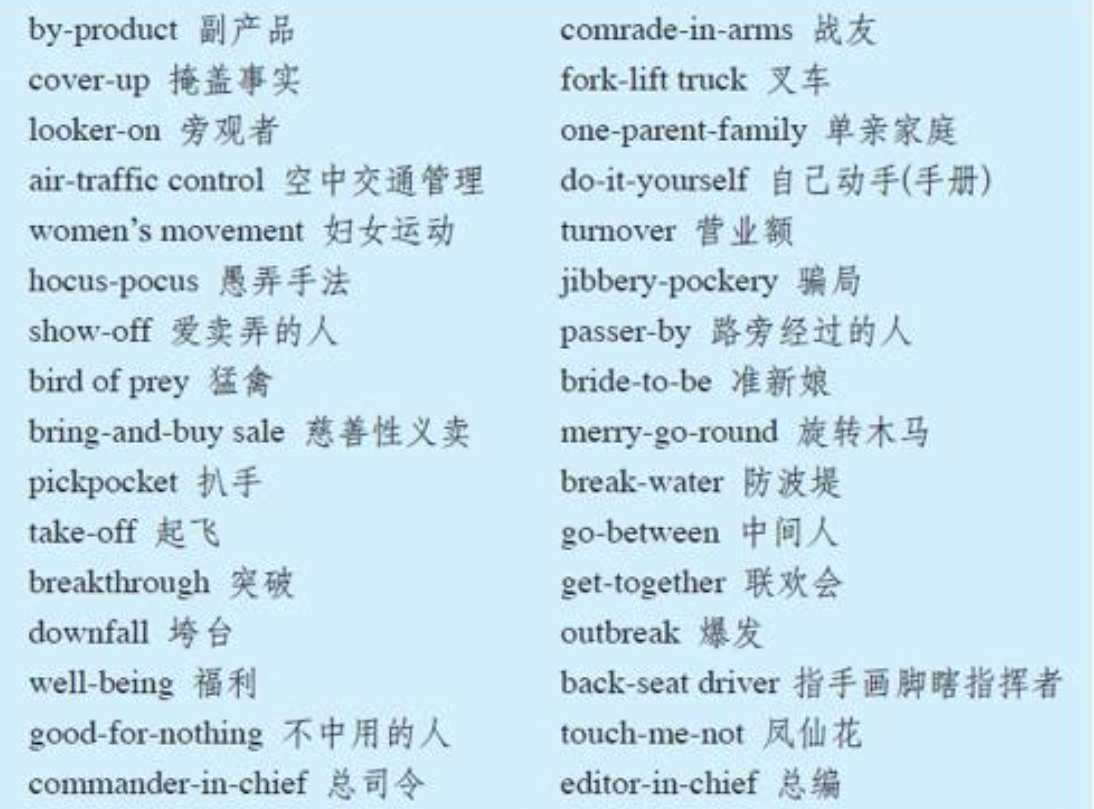 by-product 副产品
cover-up 掩盖事实
looker-on 旁观者
air-traffic control 空中交通管理
women's movement 妇女运动
hocus-pocus 愚弄手法
show-off 爱卖弄的人
bird of prey 猛禽
bring-and-buy sale 慈善性义卖
pickpocket 扒手
take-off 起飞
breakthrough 突破
downfall 垮台
well-being 福利
good-for-nothing 不中用的人
commander-in-chief 总司令
comrade-in-arms 战友
fork-lift truck 叉车
one-parent-family 单亲家庭
do-it-yourself 自己动手(手册)
turnover 营业额
jibbery-pockery 骗局
passer-by 路旁经过的人
bride-to-be 准新娘
merry-go-round 旋转木马
break-water 防波堤
go-between 中间人
get-together 联欢会
outbreak 爆发
back-seat driver 指手画脚瞎指挥者
touch-me-not 凤仙花
editor-in-chief 总编